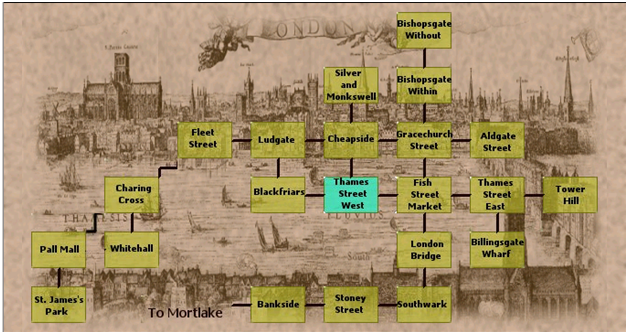 LONDON
Bishopsgate
Without
Silver
and
Monkswell
Bishopsgate
Within
Fleet
Street
Ludgate
Cheapside
Gracechurch
Street
Aldgate
Street
Charing
Cross
Blackfriars
Thames
Street
West
Fish
Street
Market
Thames
Street
East
Tower
Hill
Pall Mall
Whitehall
London
Bridge
Billingsgate
Wharf
St. James's
Park
To Mortlake
Bankside
Stoney
Street
Southwark